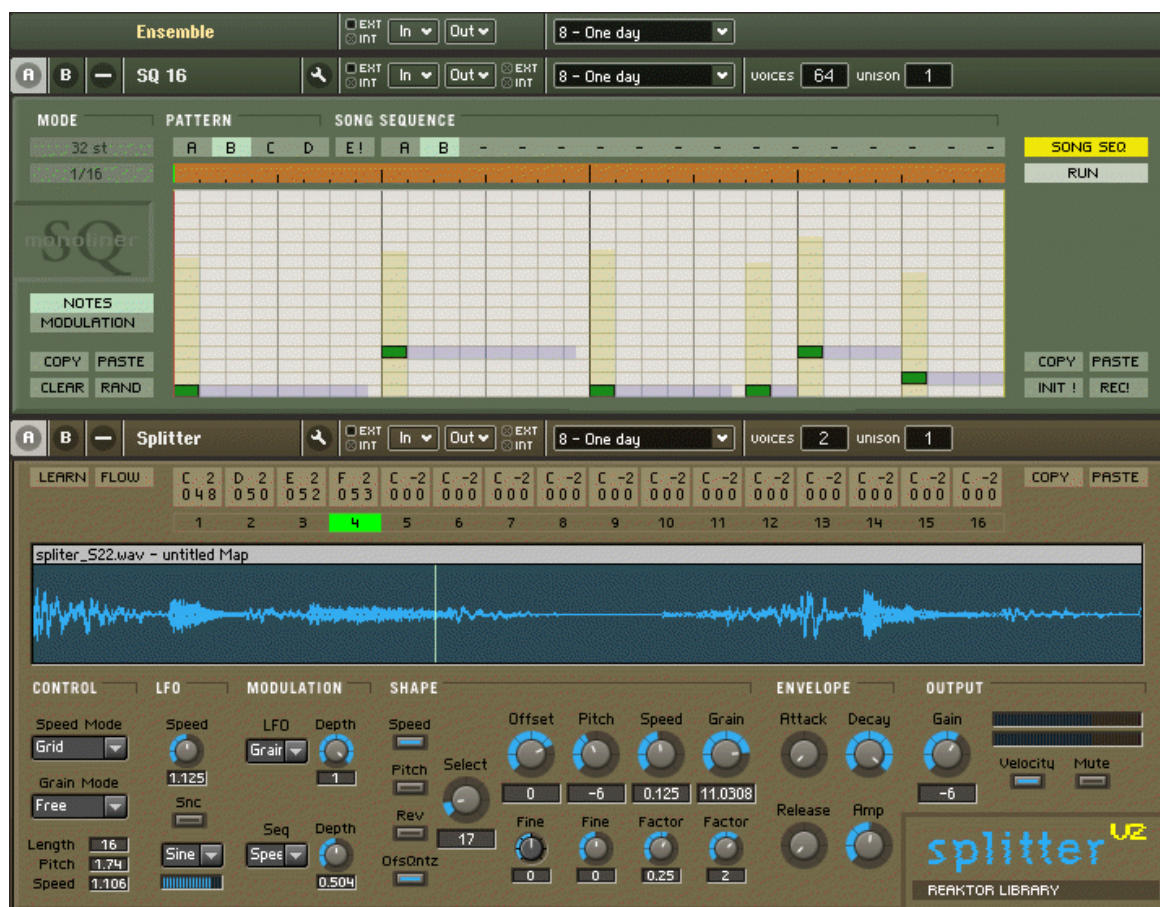 Ensemble EXT INT In Out 8 - One day
A B SQ 16 EXT INT In Out EXT INT 8 - One day VOICES 64 UNISON 1
MODE PATTERN SONG SEQUENCE
32 st A B C D E! A B - - - - - - - - - - - - - - SONG SEQ
1/16 RUN
SQ
monoliner
NOTES
MODULATION
COPY PASTE COPY PASTE
CLEAR RAND INIT ! REC!
A B Splitter EXT INT In Out EXT INT 8 - One day VOICES 2 UNISON 1
LEARN FLOW C 2 D 2 E 2 F 2 C -2 C -2 C -2 C -2 C -2 C -2 C -2 C -2 C -2 C -2 C -2 C -2 COPY PASTE
048 050 052 053 000 000 000 000 000 000 000 000 000 000 000 000
1 2 3 4 5 6 7 8 9 10 11 12 13 14 15 16
spliter_S22.wav - untitled Map
CONTROL LFO MODULATION SHAPE ENVELOPE OUTPUT
Speed Mode Speed LFO Depth Speed Offset Pitch Speed Grain Attack Decay Gain
Grid Grain
Pitch Select Velocity Mute
Grain Mode 1.125 1 0 -6 0.125 11.0308 -6
Free Snc Rev Fine Fine Factor Factor Release Amp
Seq Depth 17
Length 16 Sine Spee OfsQntz splitter V2
Pitch 1.74
Speed 1.106 0.504 0 0 0.25 2 REAKTOR LIBRARY